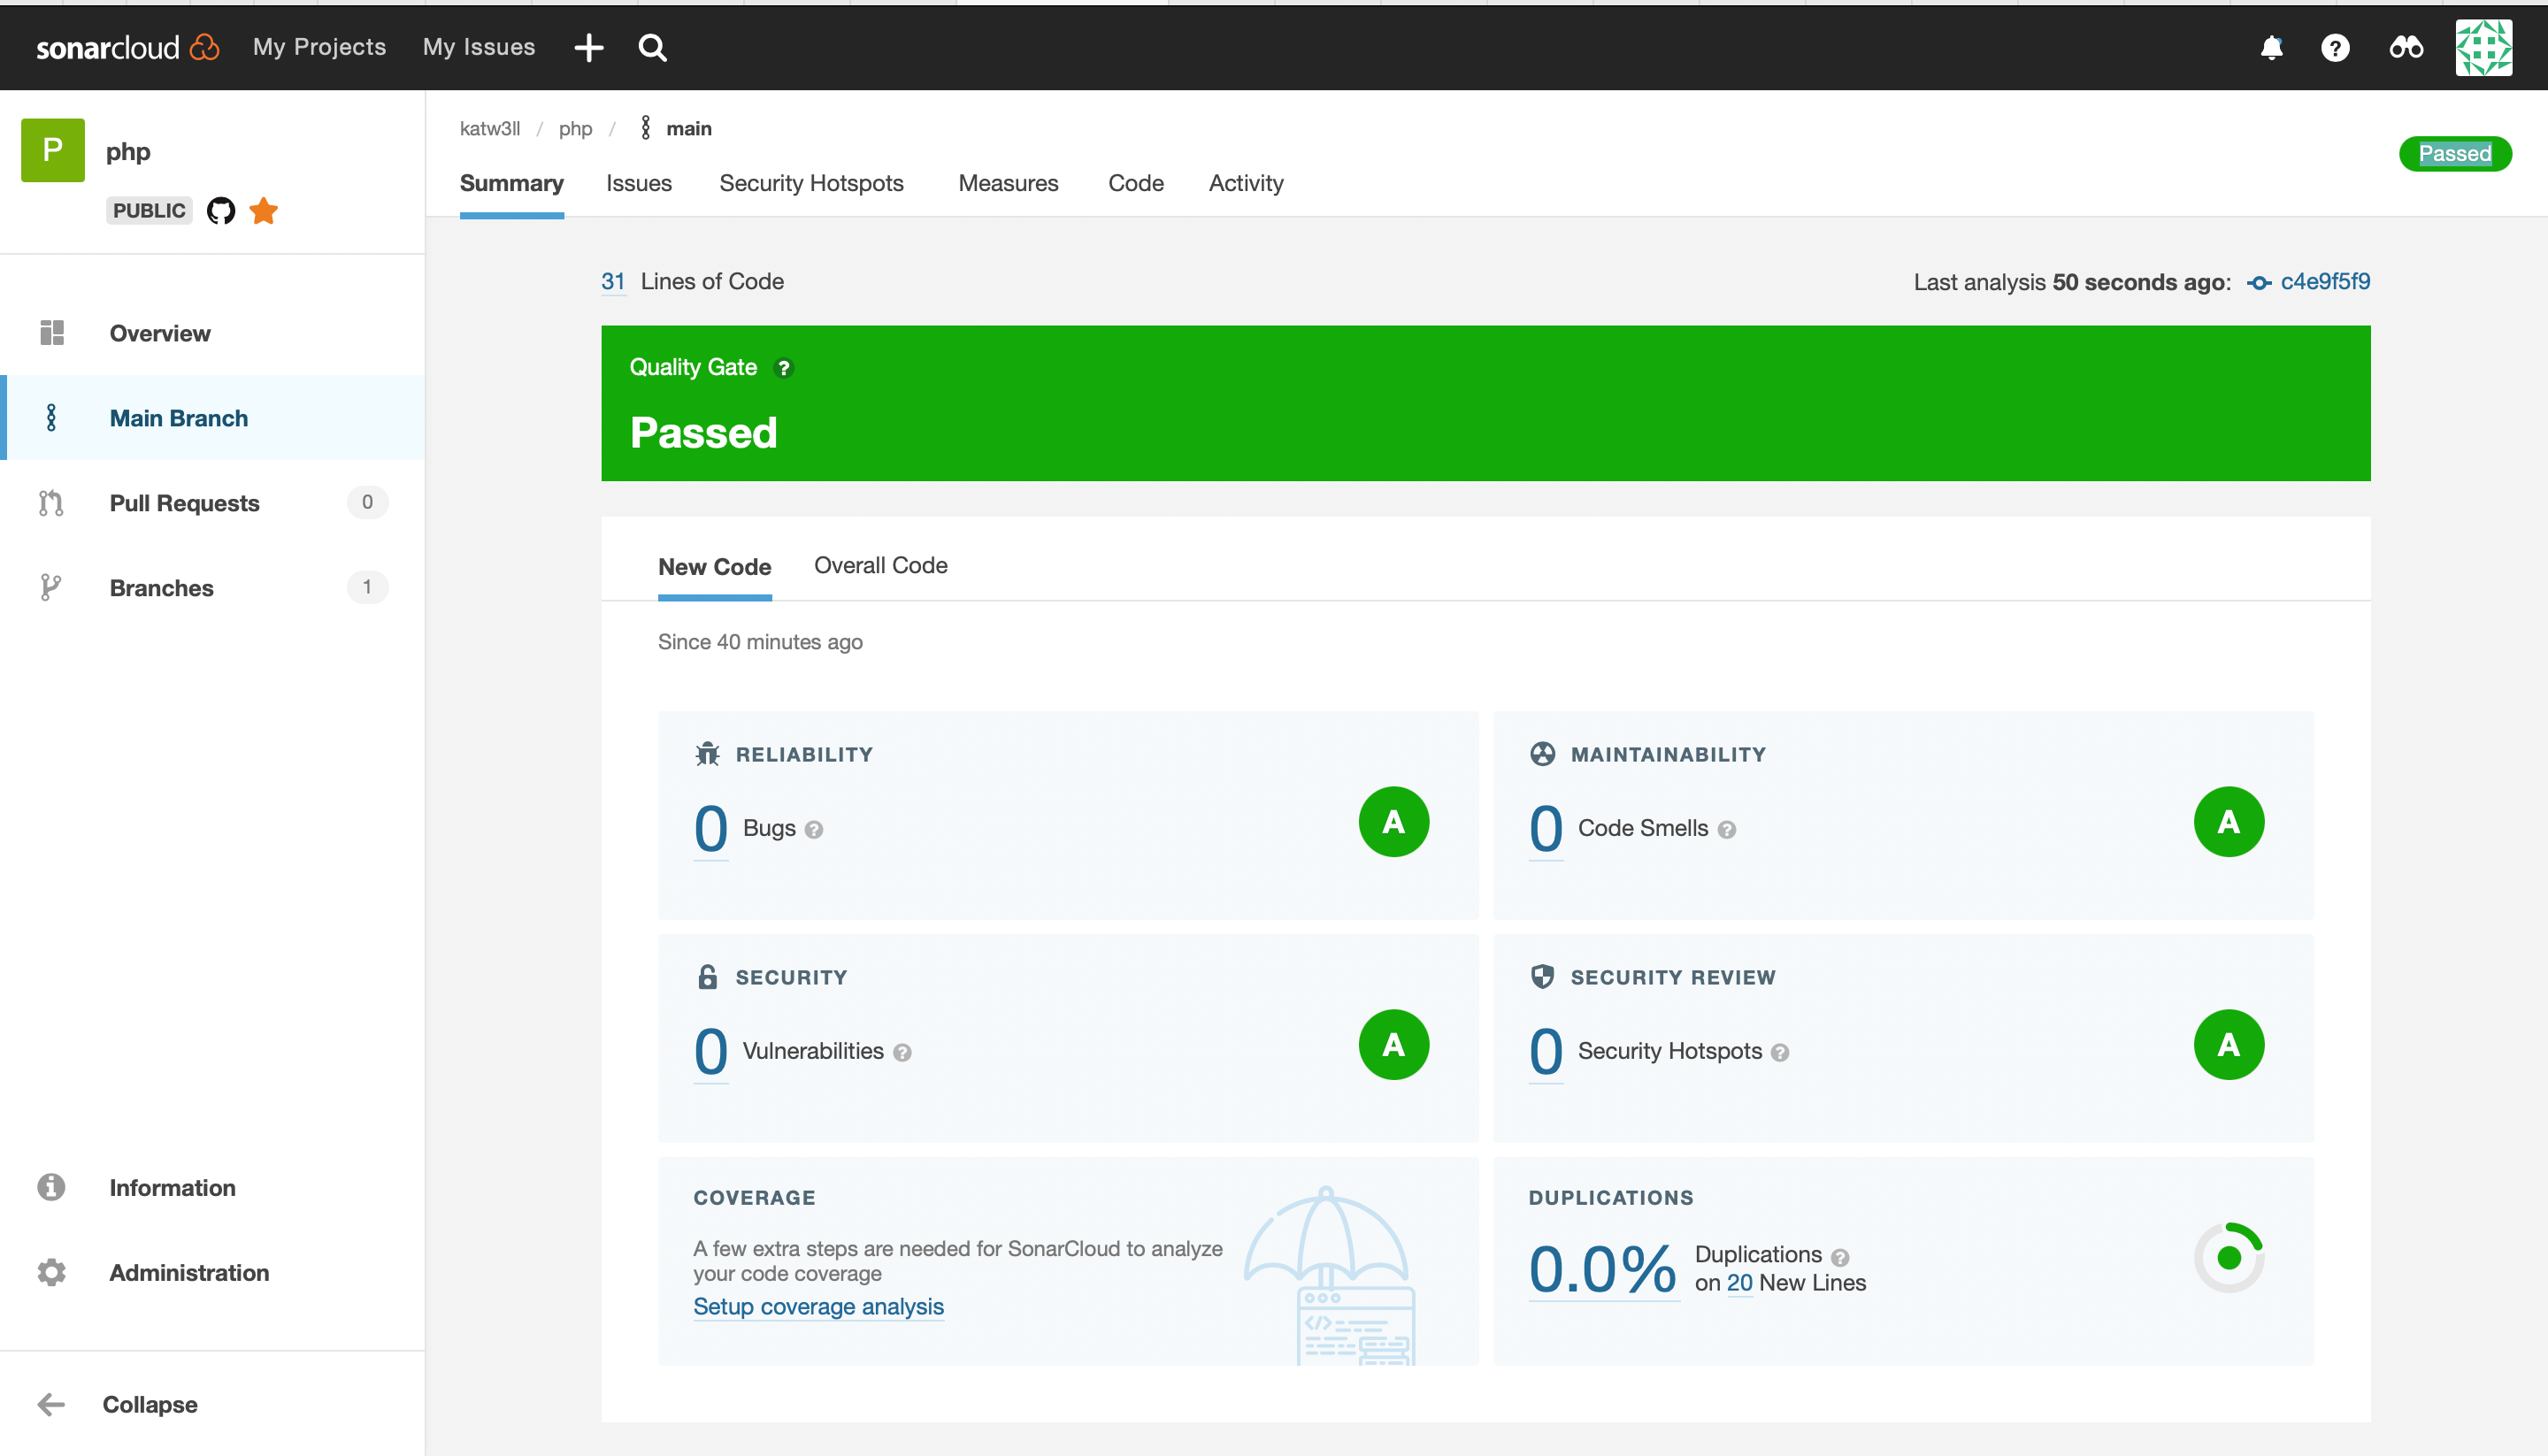 sonarcloud My Projects My Issues
P php
PUBLIC
Overview
Main Branch
Pull Requests 0
Branches 1
Information
Administration
Collapse
katw3ll / php / main
Passed
Summary Issues Security Hotspots Measures Code Activity
31 Lines of Code
Last analysis 50 seconds ago: c4e9f5f9
Quality Gate ?
Passed
New Code Overall Code
Since 40 minutes ago
RELIABILITY
0 Bugs ? A
MAINTAINABILITY
0 Code Smells ? A
SECURITY
0 Vulnerabilities ? A
SECURITY REVIEW
0 Security Hotspots ? A
COVERAGE
A few extra steps are needed for SonarCloud to analyze
your code coverage
Setup coverage analysis
</>
DUPLICATIONS
0.0% Duplications ?
on 20 New Lines